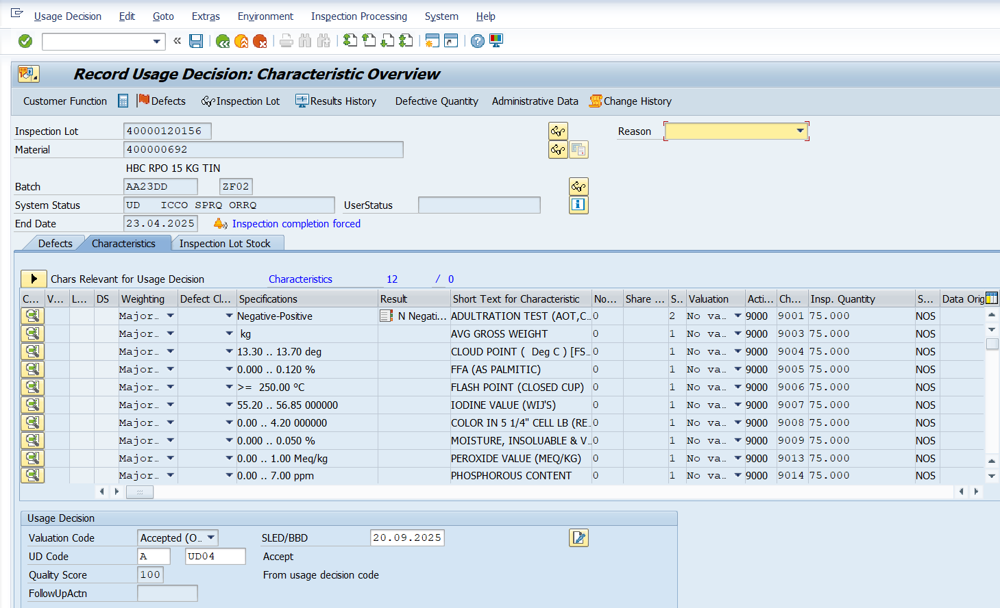 Usage Decision Edit Goto Extras Environment Inspection Processing System Help
Record Usage Decision: Characteristic Overview
Customer Function Defects Inspection Lot Results History Defective Quantity Administrative Data Change History
Inspection Lot 40000120156 Reason
Material 400000692
HBC RPO 15 KG TIN
Batch AA23DD ZF02
System Status UD ICCO SPRQ ORRQ UserStatus
End Date 23.04.2025 Inspection completion forced
Defects Characteristics Inspection Lot Stock
Chars Relevant for Usage Decision Characteristics 12 / 0
C... V... L... DS Weighting Defect Cl... Specifications Result Short Text for Characteristic No... Share ... S.. Valuation Acti... Ch... Insp. Quantity S... Data Orig
Major… Negative-Positive N Negati... ADULTRATION TEST (AOT,C… 0 2 No va… 9000 9001 75.000 NOS
Major… kg AVG GROSS WEIGHT 0 1 No va… 9000 9003 75.000 NOS
Major… 13.30 .. 13.70 deg CLOUD POINT ( Deg C ) [FS… 0 1 No va… 9000 9004 75.000 NOS
Major… 0.000 .. 0.120 % FFA (AS PALMITIC) 0 1 No va… 9000 9005 75.000 NOS
Major… >= 250.00 °C FLASH POINT (CLOSED CUP) 0 1 No va… 9000 9006 75.000 NOS
Major… 55.20 .. 56.85 000000 IODINE VALUE (WIJ'S) 0 1 No va… 9000 9007 75.000 NOS
Major… 0.00 .. 4.20 000000 COLOR IN 5 1/4" CELL LB (RE… 0 1 No va… 9000 9008 75.000 NOS
Major… 0.000 .. 0.050 % MOISTURE, INSOLUABLE & V… 0 1 No va… 9000 9009 75.000 NOS
Major… 0.00 .. 1.00 Meq/kg PEROXIDE VALUE (MEQ/KG) 0 1 No va… 9000 9013 75.000 NOS
Major… 0.00 .. 7.00 ppm PHOSPHOROUS CONTENT 0 1 No va… 9000 9014 75.000 NOS
Usage Decision
Valuation Code Accepted (O… SLED/BBD 20.09.2025
UD Code A UD04 Accept
Quality Score 100 From usage decision code
FollowUpActn